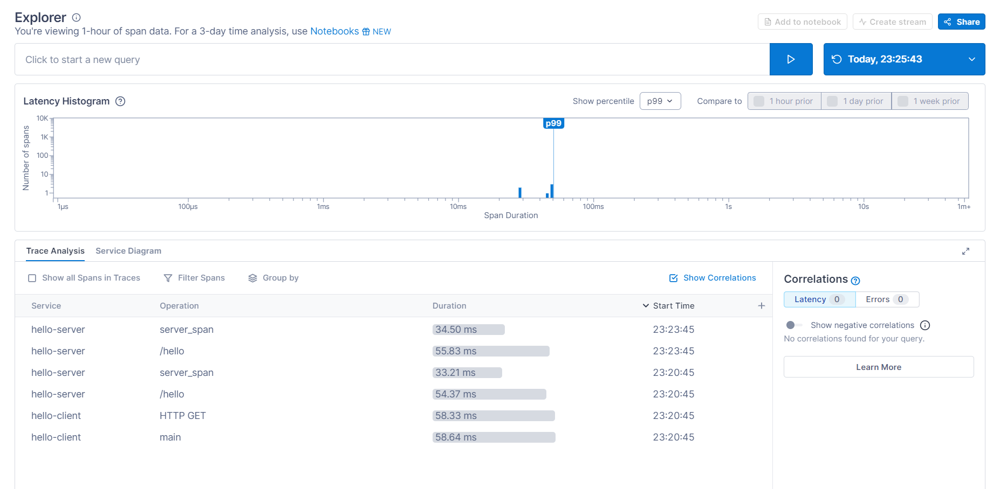 Explorer
You're viewing 1-hour of span data. For a 3-day time analysis, use Notebooks NEW
Add to notebook
Create stream
Share
Click to start a new query
Today, 23:25:43
Latency Histogram
Show percentile p99
Compare to 1 hour prior 1 day prior 1 week prior
Number of spans
10K
1K
100
10
1
p99
1µs 100µs 1ms 10ms 100ms 1s 10s 1m+
Span Duration
Trace Analysis Service Diagram
Show all Spans in Traces Filter Spans Group by Show Correlations
Service Operation Duration Start Time
hello-server server_span 34.50 ms 23:23:45
hello-server /hello 55.83 ms 23:23:45
hello-server server_span 33.21 ms 23:20:45
hello-server /hello 54.37 ms 23:20:45
hello-client HTTP GET 58.33 ms 23:20:45
hello-client main 58.64 ms 23:20:45
Correlations
Latency 0 Errors 0
Show negative correlations
No correlations found for your query.
Learn More